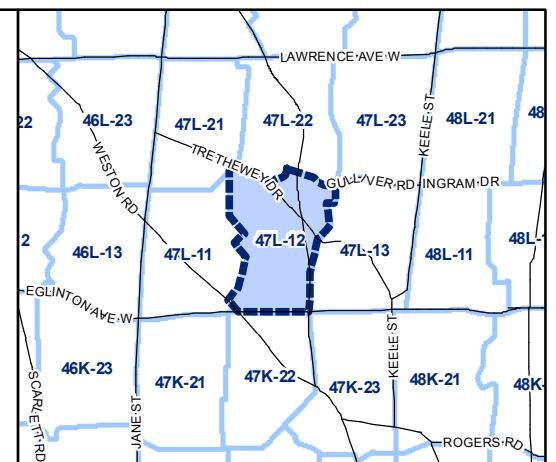 LAWRENCE AVE W
22
46L-23
47L-21
47L-22
47L-23
48L-21
48
KEELE ST
WESTON RD
TRETHEWEY DR
GULLIVER RD
INGRAM DR
2
46L-13
47L-11
47L-12
47L-13
48L-11
48L-1
EGLINTON AVE W
46K-23
47K-21
47K-22
47K-23
48K-21
48K-
KEELE ST
SCARLETT RD
JANE ST
ROGERS RD